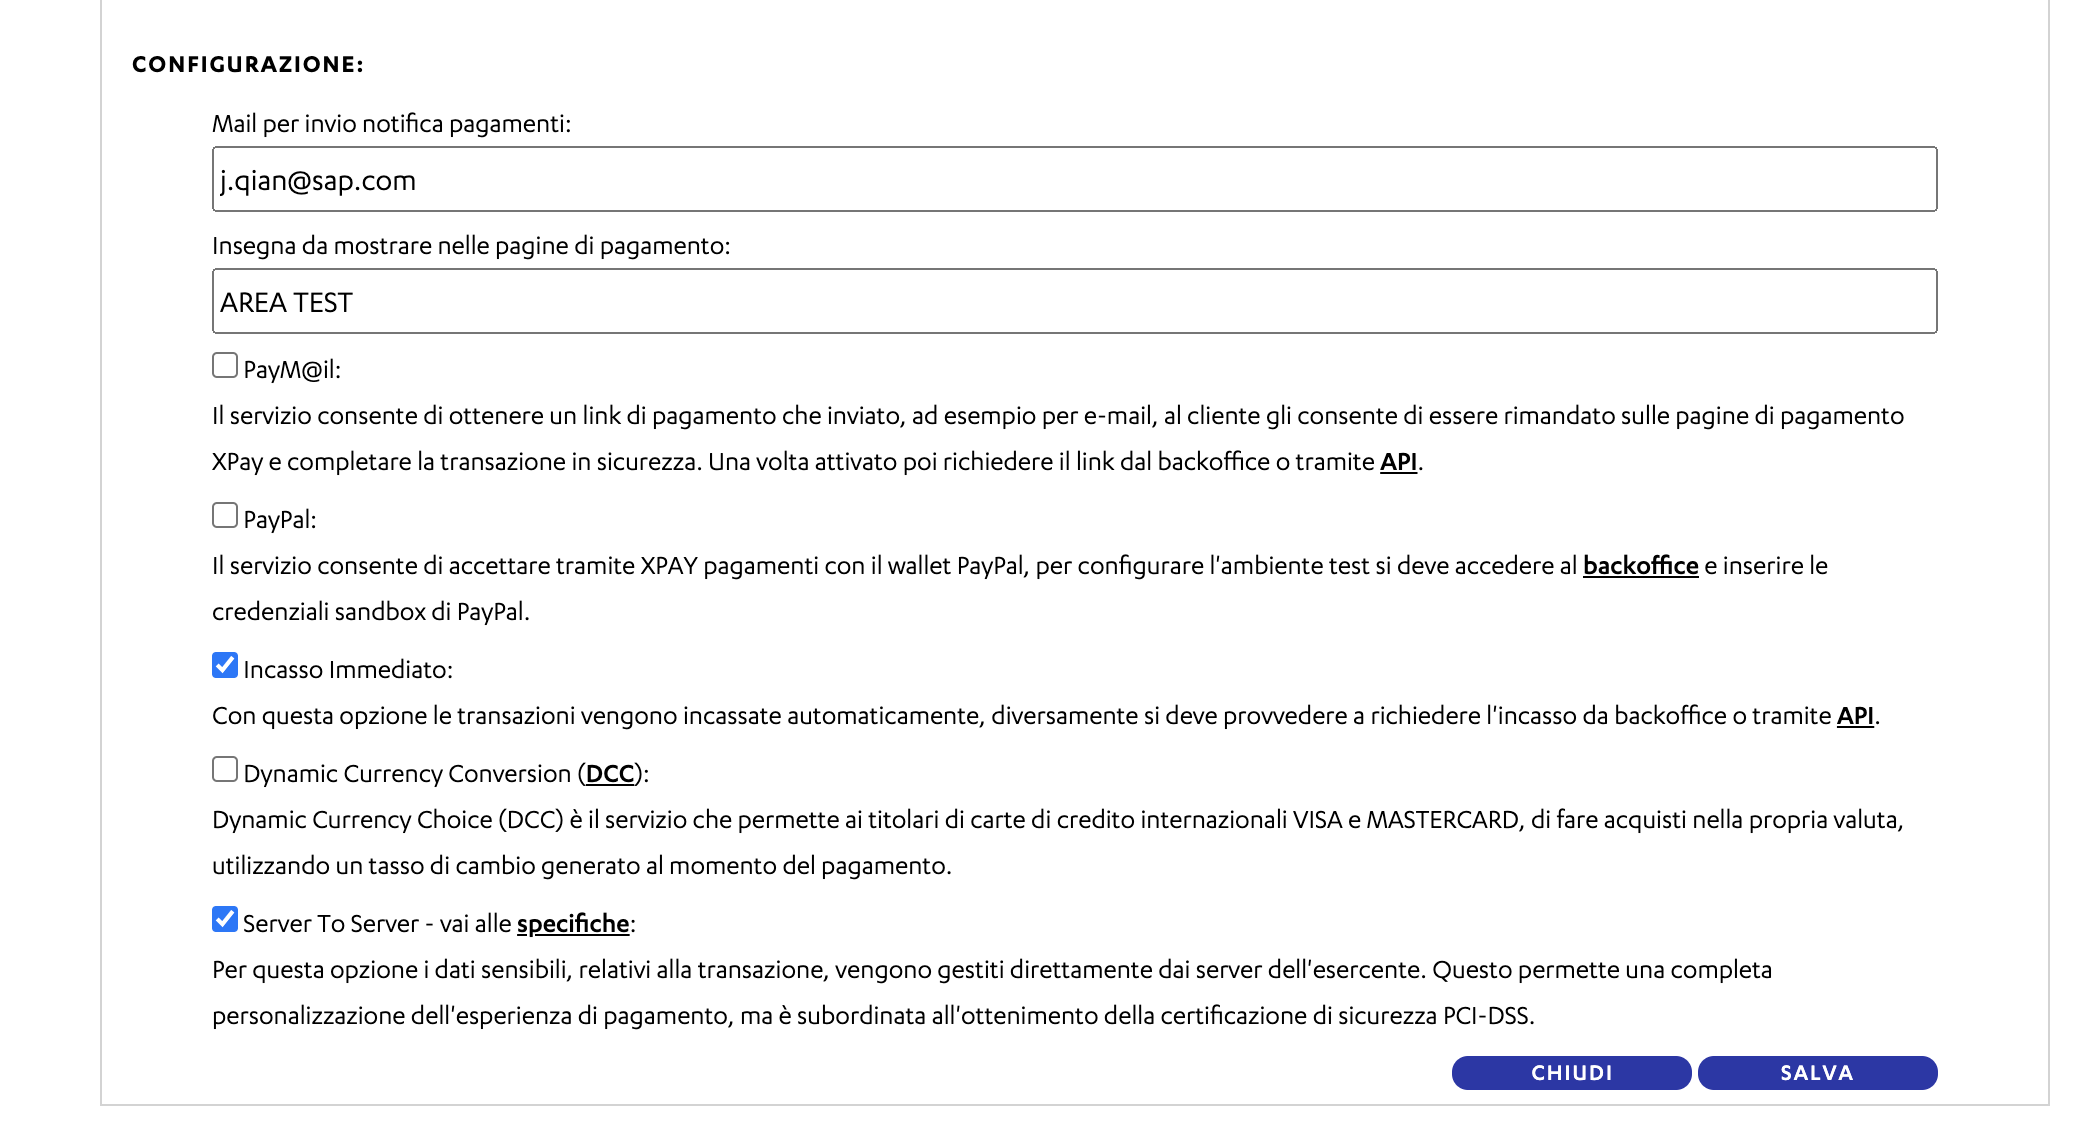 CONFIGURAZIONE:
Mail per invio notifica pagamenti:
j.qian@sap.com
Insegna da mostrare nelle pagine di pagamento:
AREA TEST
PayM@il:
Il servizio consente di ottenere un link di pagamento che inviato, ad esempio per e-mail, al cliente gli consente di essere rimandato sulle pagine di pagamento
XPay e completare la transazione in sicurezza. Una volta attivato poi richiedere il link dal backoffice o tramite API.
PayPal:
Il servizio consente di accettare tramite XPAY pagamenti con il wallet PayPal, per configurare l'ambiente test si deve accedere al backoffice e inserire le
credenziali sandbox di PayPal.
Incasso Immediato:
Con questa opzione le transazioni vengono incassate automaticamente, diversamente si deve provvedere a richiedere l'incasso da backoffice o tramite API.
Dynamic Currency Conversion (DCC):
Dynamic Currency Choice (DCC) è il servizio che permette ai titolari di carte di credito internazionali VISA e MASTERCARD, di fare acquisti nella propria valuta,
utilizzando un tasso di cambio generato al momento del pagamento.
Server To Server - vai alle specifiche:
Per questa opzione i dati sensibili, relativi alla transazione, vengono gestiti direttamente dai server dell'esercente. Questo permette una completa
personalizzazione dell'esperienza di pagamento, ma è subordinata all'ottenimento della certificazione di sicurezza PCI-DSS.
CHIUDI SALVA